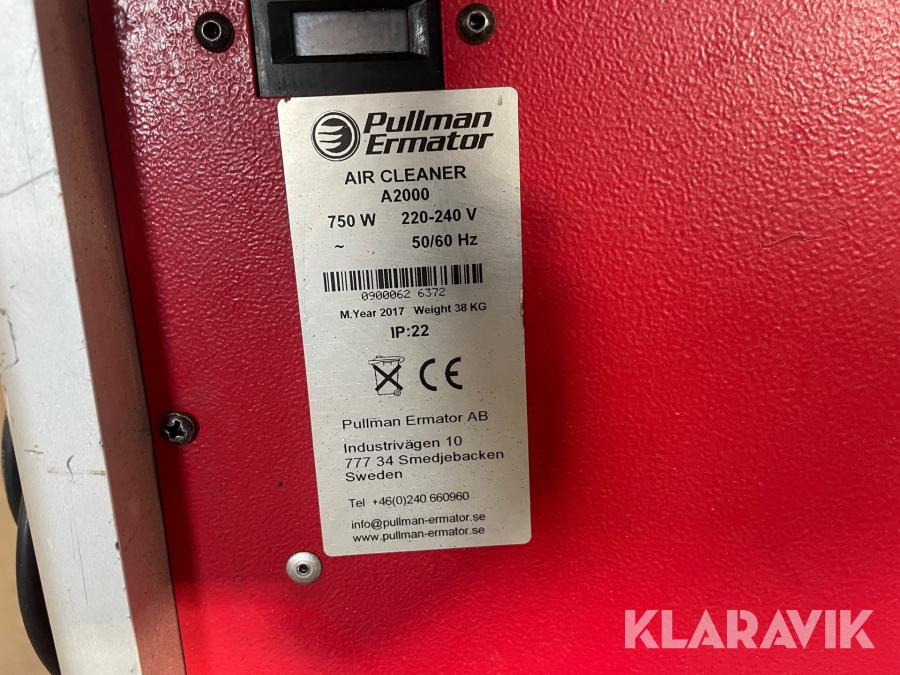 Pullman
Ermator
AIR CLEANER
A2000
750 W 220-240 V
~ 50/60 Hz
0900062 6372
M.Year 2017 Weight 38 KG
IP:22
CE
Pullman Ermator AB
Industrivägen 10
777 34 Smedjebacken
Sweden
Tel +46(0)240 660960
info@pullman-ermator.se
www.pullman-ermator.se
KLARAVIK